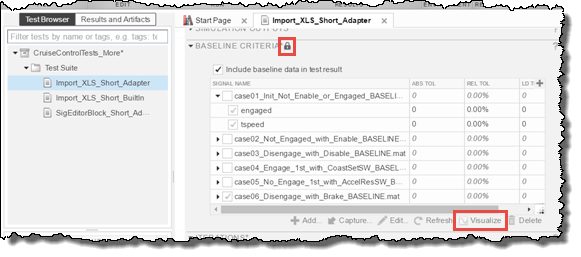 Test Browser Results and Artifacts
Start Page Import_XLS_Short_Adapter
Filter tests by name or tags, e.g. tags: te
SIMULATION OUTPUTS
CruiseControlTests_More*
BASELINE CRITERIA* ?
Test Suite
Import_XLS_Short_Adapter
Include baseline data in test result
Import_XLS_Short_BuiltIn
SIGNAL NAME ABS TOL REL TOL LD T
SigEditorBlock_Short_Ad...
case01_Init_Not_Enable_or_Engaged_BASELI... 0 0.00% 0
engaged 0 0.00% 0
tspeed 0 0.00% 0
case02_Not_Engaged_with_Enable_BASELINE... 0 0.00% 0
case03_Disengage_with_Disable_BASELINE.mat 0 0.00% 0
case04_Engage_1st_with_CoastSetSW_BASEL... 0 0.00% 0
case05_No_Engage_1st_with_AccelResSW_B... 0 0.00% 0
case06_Disengage_with_Brake_BASELINE.mat 0 0.00% 0
Add... Capture... Edit... Refresh Visualize Delete